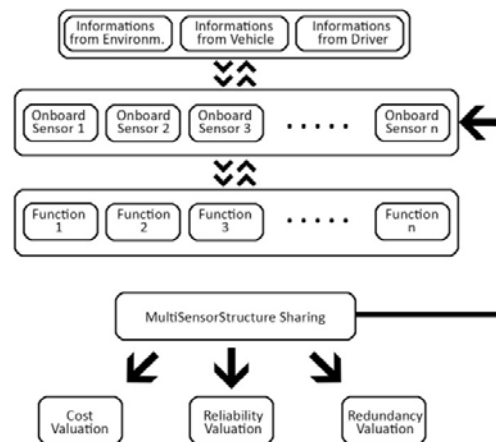 Informations
from Environm.
Informations
from Vehicle
Informations
from Driver
Onboard
Sensor 1
Onboard
Sensor 2
Onboard
Sensor 3
. . . . .
Onboard
Sensor n
Function
1
Function
2
Function
3
. . . . .
Function
n
MultiSensorStructure Sharing
Cost
Valuation
Reliability
Valuation
Redundancy
Valuation